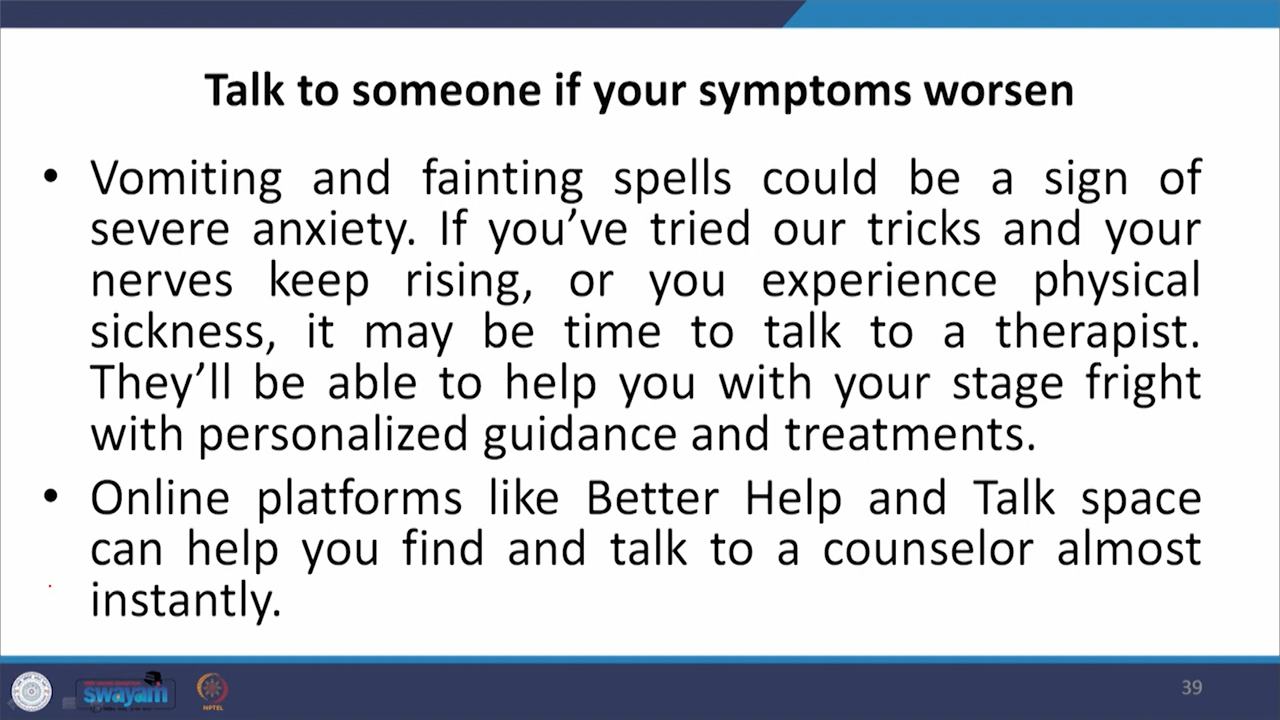 Talk to someone if your symptoms worsen
• Vomiting and fainting spells could be a sign of
severe anxiety. If you’ve tried our tricks and your
nerves keep rising, or you experience physical
sickness, it may be time to talk to a therapist.
They’ll be able to help you with your stage fright
with personalized guidance and treatments.
• Online platforms like Better Help and Talk space
can help you find and talk to a counselor almost
instantly.
swayam
NPTEL
39